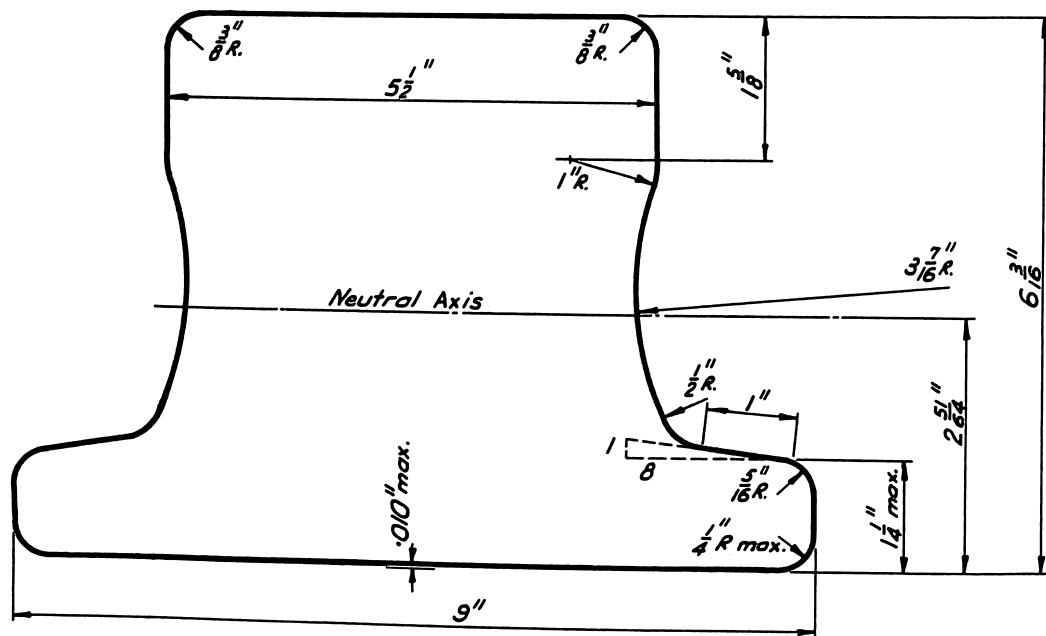 3/8" R.
3/8" R.
5 1/2"
1 5/8"
1" R.
3 7/16" R.
6 3/16"
Neutral Axis
1/2" R.
1"
2 51/64"
1
8
.010" max.
5/16" R.
1/4" R max.
1 1/4" max.
9"